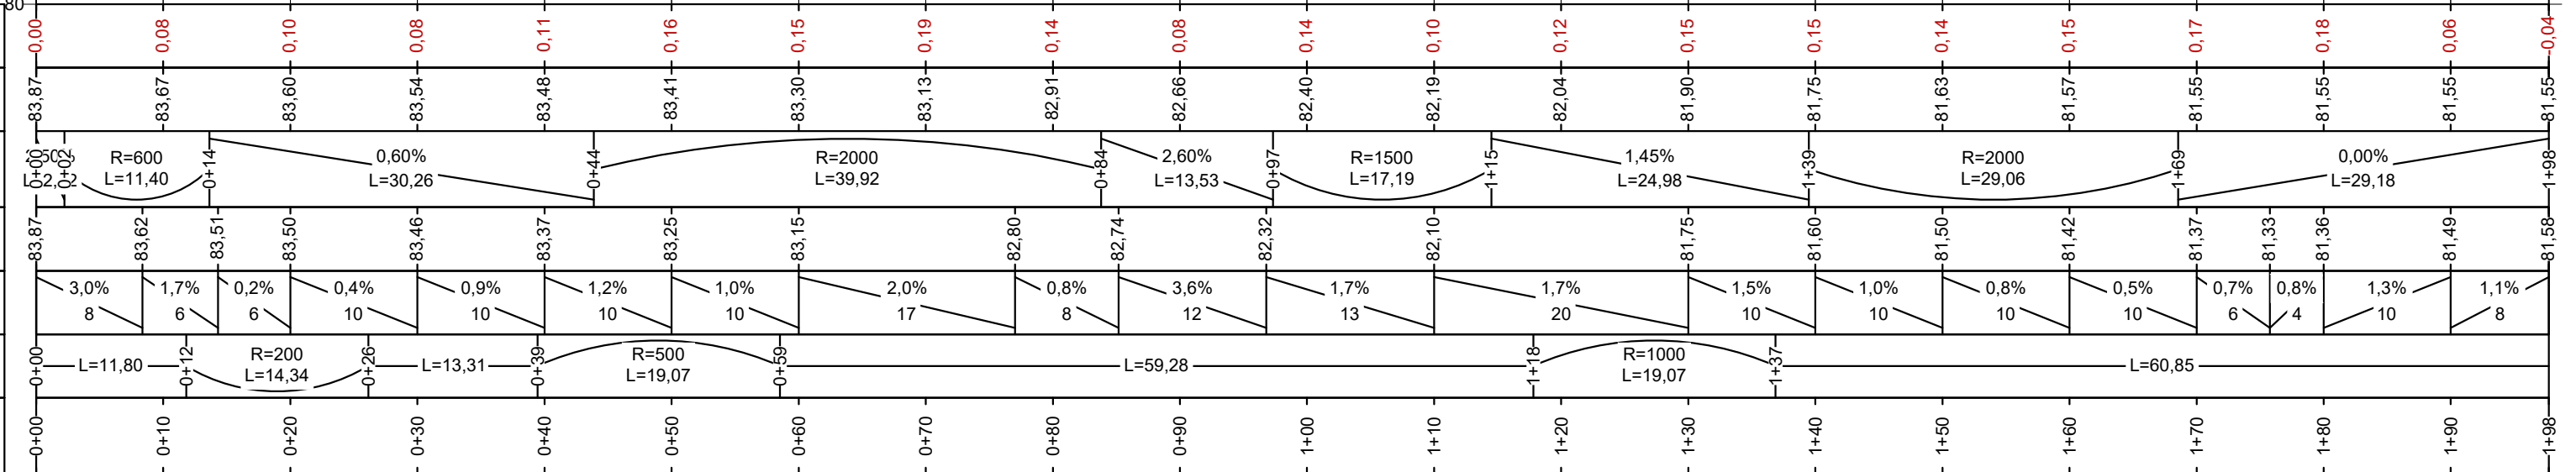 80
0,00 0,08 0,10 0,08 0,11 0,16 0,15 0,19 0,14 0,08 0,14 0,10 0,12 0,15 0,15 0,14 0,15 0,17 0,18 0,06 -0,04
83,87 83,67 83,60 83,54 83,48 83,41 83,30 83,13 82,91 82,66 82,40 82,19 82,04 81,90 81,75 81,63 81,57 81,55 81,55 81,55 81,55
R=600 0,60% R=2000 2,60% R=1500 1,45% R=2000 0,00%
0+00 0+02 0+14 0+44 0+84 0+97 1+15 1+39 1+69 1+98
L=11,40 L=30,26 L=39,92 L=13,53 L=17,19 L=24,98 L=29,06 L=29,18
83,87 83,62 83,51 83,50 83,46 83,37 83,25 83,15 82,80 82,74 82,32 82,10 81,75 81,60 81,50 81,42 81,37 81,33 81,36 81,49 81,58
3,0% 1,7% 0,2% 0,4% 0,9% 1,2% 1,0% 2,0% 0,8% 3,6% 1,7% 1,7% 1,5% 1,0% 0,8% 0,5% 0,7% 0,8% 1,3% 1,1%
8 6 6 10 10 10 10 17 8 12 13 20 10 10 10 10 6 4 10 8
R=200 R=500 R=1000
0+00 L=11,80 0+12 0+26 L=13,31 0+39 0+59 L=59,28 1+18 1+37 L=60,85
L=14,34 L=19,07 L=19,07
0+00 0+10 0+20 0+30 0+40 0+50 0+60 0+70 0+80 0+90 1+00 1+10 1+20 1+30 1+40 1+50 1+60 1+70 1+80 1+90 1+98